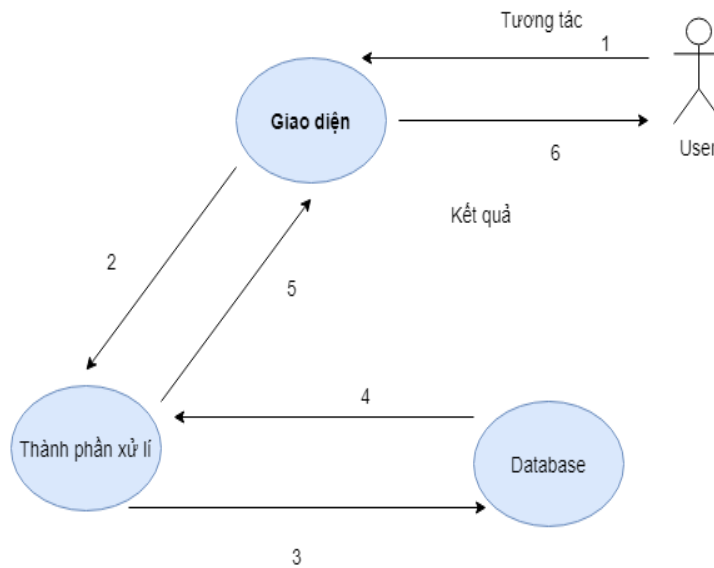 Tương tác
1
Giao diện
6
User
Kết quả
2
5
4
Thành phần xử lí
Database
3